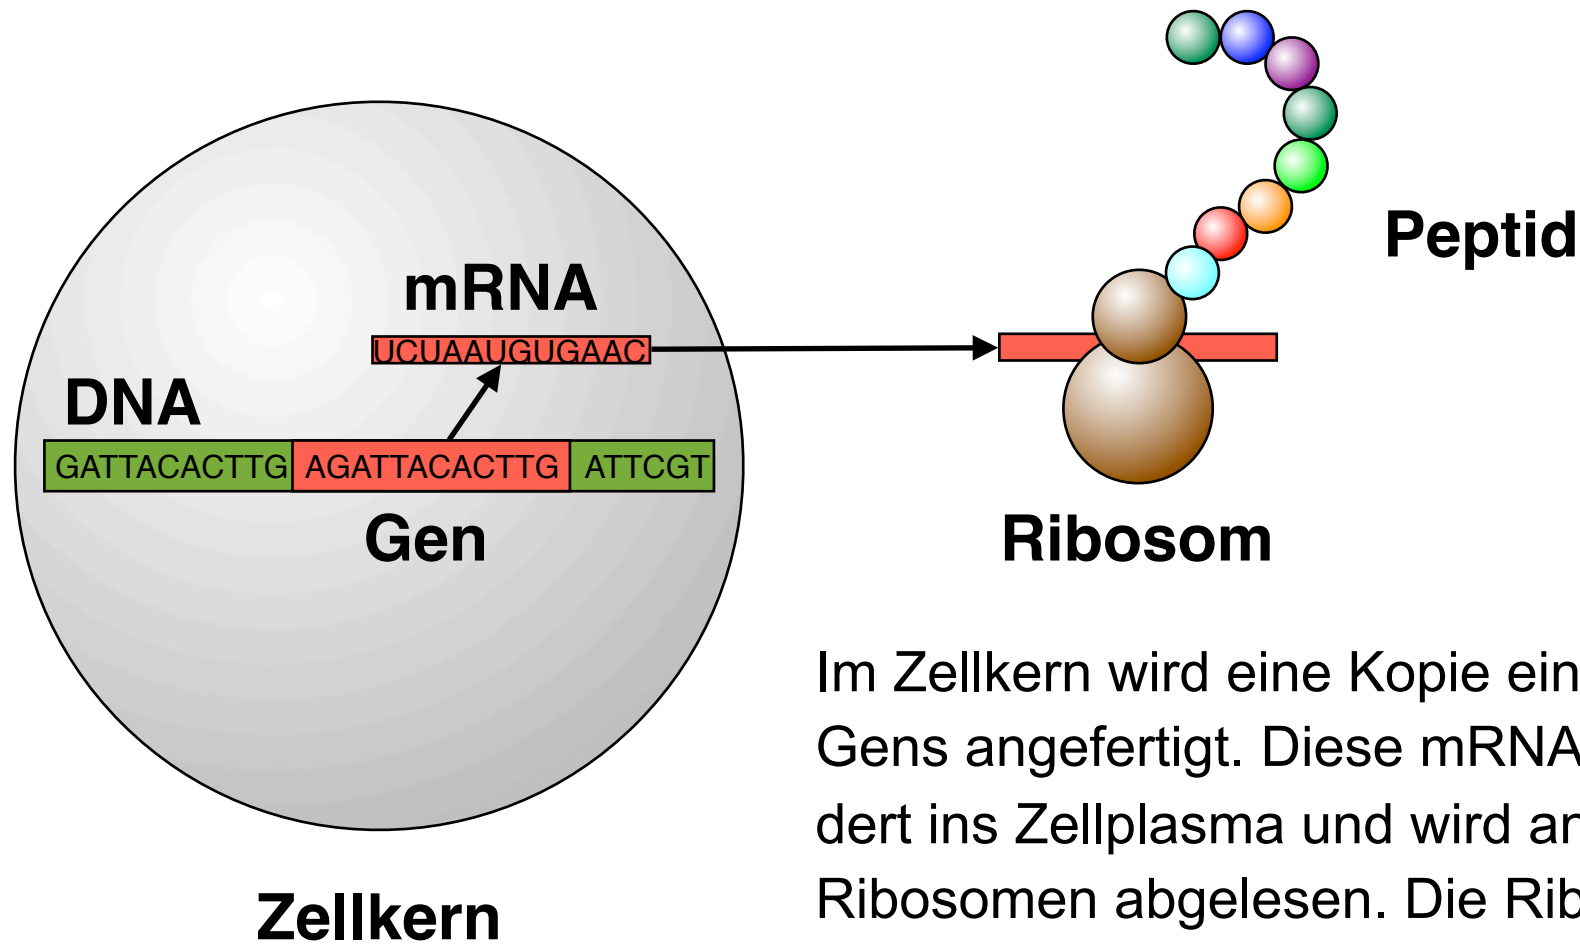 Peptid
mRNA
UCUAAUGUGAAC
DNA
GATTACACTTG AGATTACACTTG ATTCGT
Gen
Ribosom
Im Zellkern wird eine Kopie ein
Gens angefertigt. Diese mRNA
dert ins Zellplasma und wird an
Ribosomen abgelesen. Die Rib
Zellkern